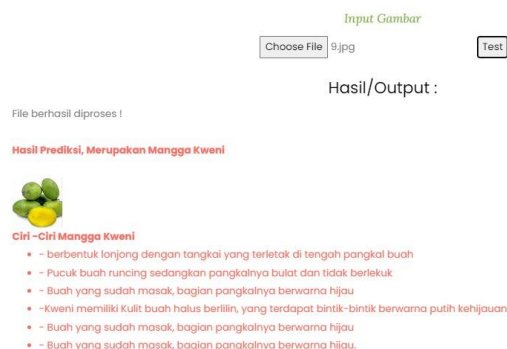 Input Gambar
Choose File 9.jpg Test
Hasil/Output :
File berhasil diproses !
Hasil Prediksi, Merupakan Mangga Kweni
Ciri -Ciri Mangga Kweni
- berbentuk lonjong dengan tangkai yang terletak di tengah pangkal buah
- Pucuk buah runcing sedangkan pangkalnya bulat dan tidak berlekuk
- Buah yang sudah masak, bagian pangkalnya berwarna hijau
-Kweni memiliki Kulit buah halus berlilin, yang terdapat bintik-bintik berwarna putih kehijauan
- Buah yang sudah masak, bagian pangkalnya berwarna hijau
- Buah yang sudah masak, bagian pangkalnya berwarna hijau.